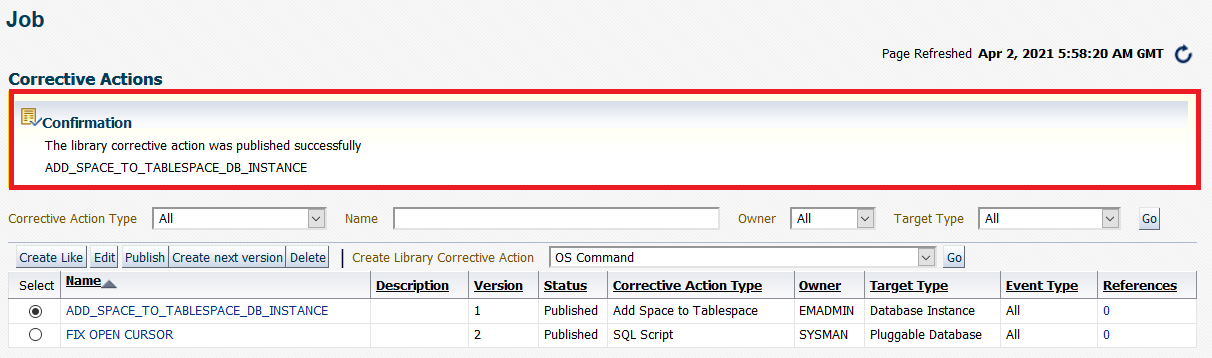 Job
Page Refreshed Apr 2, 2021 5:58:20 AM GMT
Corrective Actions
Confirmation
The library corrective action was published successfully
ADD_SPACE_TO_TABLESPACE_DB_INSTANCE
Corrective Action Type All Name Owner All Target Type All Go
Create Like Edit Publish Create next version Delete Create Library Corrective Action OS Command Go
Select Name Description Version Status Corrective Action Type Owner Target Type Event Type References
ADD_SPACE_TO_TABLESPACE_DB_INSTANCE 1 Published Add Space to Tablespace EMADMIN Database Instance All 0
FIX OPEN CURSOR 2 Published SQL Script SYSMAN Pluggable Database All 0